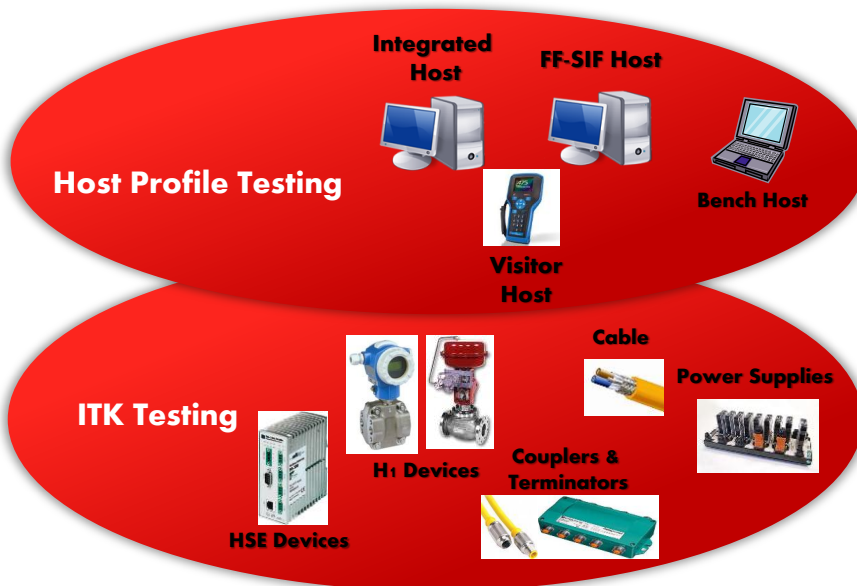 Integrated
Host
FF-SIF Host
Host Profile Testing
Bench Host
Visitor
Host
Cable
Power Supplies
ITK Testing
H1 Devices
Couplers &
Terminators
HSE Devices